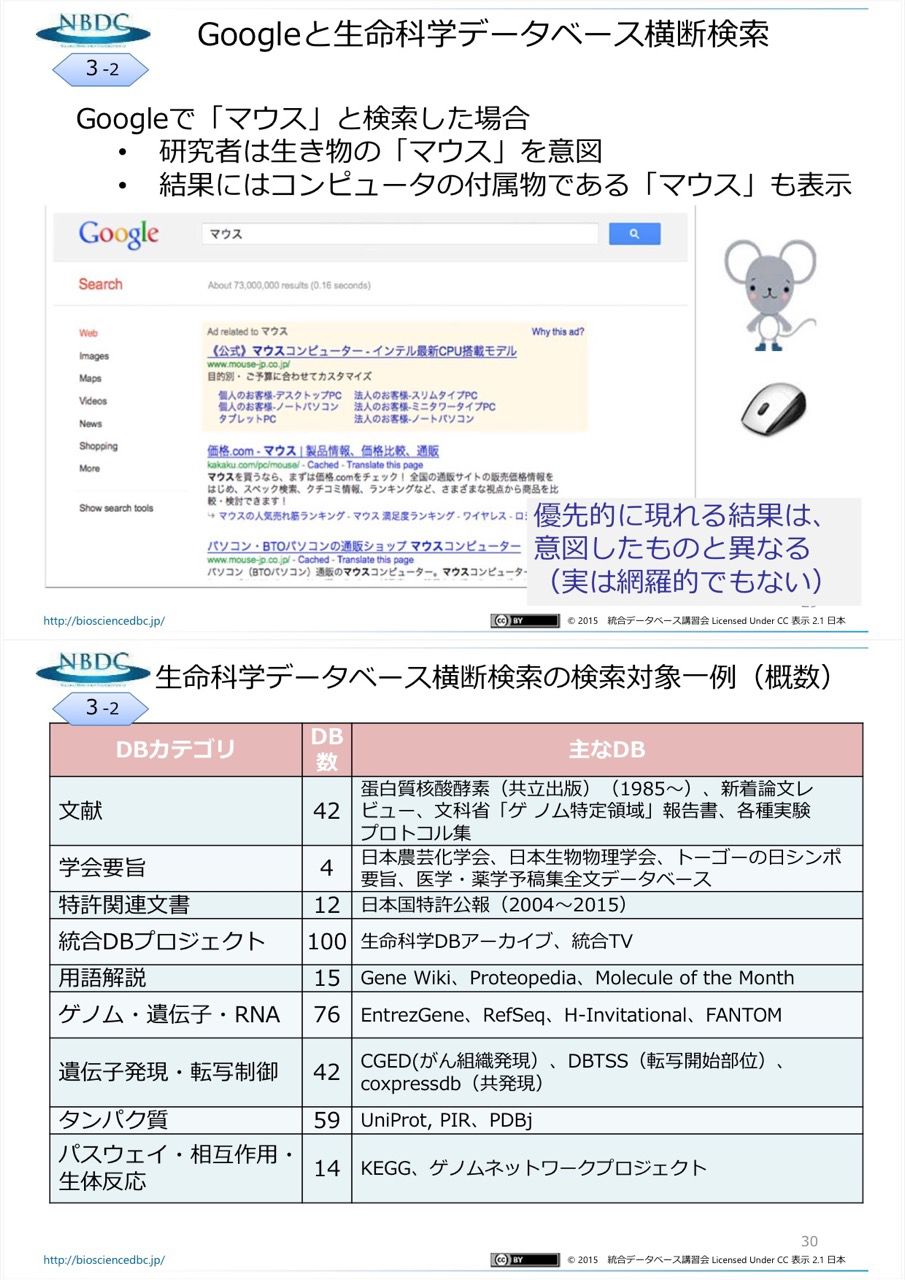 NBDC
Googleと生命科学データベース横断検索
3-2
Googleで「マウス」と検索した場合
• 研究者は生き物の「マウス」を意図
• 結果にはコンピュータの付属物である「マウス」も表示
Google
マウス
Search
About 73,000,000 results (0.16 seconds)
Web
Images
Maps
Videos
News
Shopping
More
Show search tools
Ad related to マウス
Why this ad?
《公式》マウスコンピューター - インテル最新CPU搭載モデル
www.mouse-jp.co.jp/
目的別・ ご予算に合わせてカスタマイズ
個人のお客様-デスクトップPC 法人のお客様-スリムタイプPC
個人のお客様-ノートパソコン 法人のお客様-ミニタワータイプPC
タブレットPC 法人のお客様-ノートパソコン
価格.com - マウス | 製品情報、価格比較、通販
kakaku.com/pc/mouse/ - Cached - Translate this page
マウスを買うなら、まずは価格.comをチェック！ 全国の通販サイトの販売価格情報を
はじめ、スペック検索、クチコミ情報、ランキングなど、さまざまな視点から商品を比
較・検討できます！
↳ マウスの人気売れ筋ランキング - マウス 満足度ランキング - ワイヤレス - ロジ
パソコン・BTOパソコンの通販ショップ マウスコンピューター
www.mouse-jp.co.jp/ - Cached - Translate this page
パソコン（BTOパソコン）通販のマウスコンピューター。マウスコンピューター
優先的に現れる結果は、
意図したものと異なる
（実は網羅的でもない）
http://biosciencedbc.jp/
cc BY
© 2015 統合データベース講習会 Licensed Under CC 表示 2.1 日本
NBDC
生命科学データベース横断検索の検索対象一例（概数）
3-2
DBカテゴリ DB数 主なDB
文献 42 蛋白質核酸酵素（共立出版）（1985～）、新着論文レ
ビュー、文科省「ゲ ノム特定領域」報告書、各種実験
プロトコル集
学会要旨 4 日本農芸化学会、日本生物物理学会、トーゴーの日シンポ
要旨、医学・薬学予稿集全文データベース
特許関連文書 12 日本国特許公報（2004～2015）
統合DBプロジェクト 100 生命科学DBアーカイブ、統合TV
用語解説 15 Gene Wiki、Proteopedia、Molecule of the Month
ゲノム・遺伝子・RNA 76 EntrezGene、RefSeq、H-Invitational、FANTOM
遺伝子発現・転写制御 42 CGED(がん組織発現）、DBTSS（転写開始部位）、
coxpressdb（共発現）
タンパク質 59 UniProt, PIR、PDBj
パスウェイ・相互作用・
生体反応 14 KEGG、ゲノムネットワークプロジェクト
30
http://biosciencedbc.jp/
cc BY
© 2015 統合データベース講習会 Licensed Under CC 表示 2.1 日本